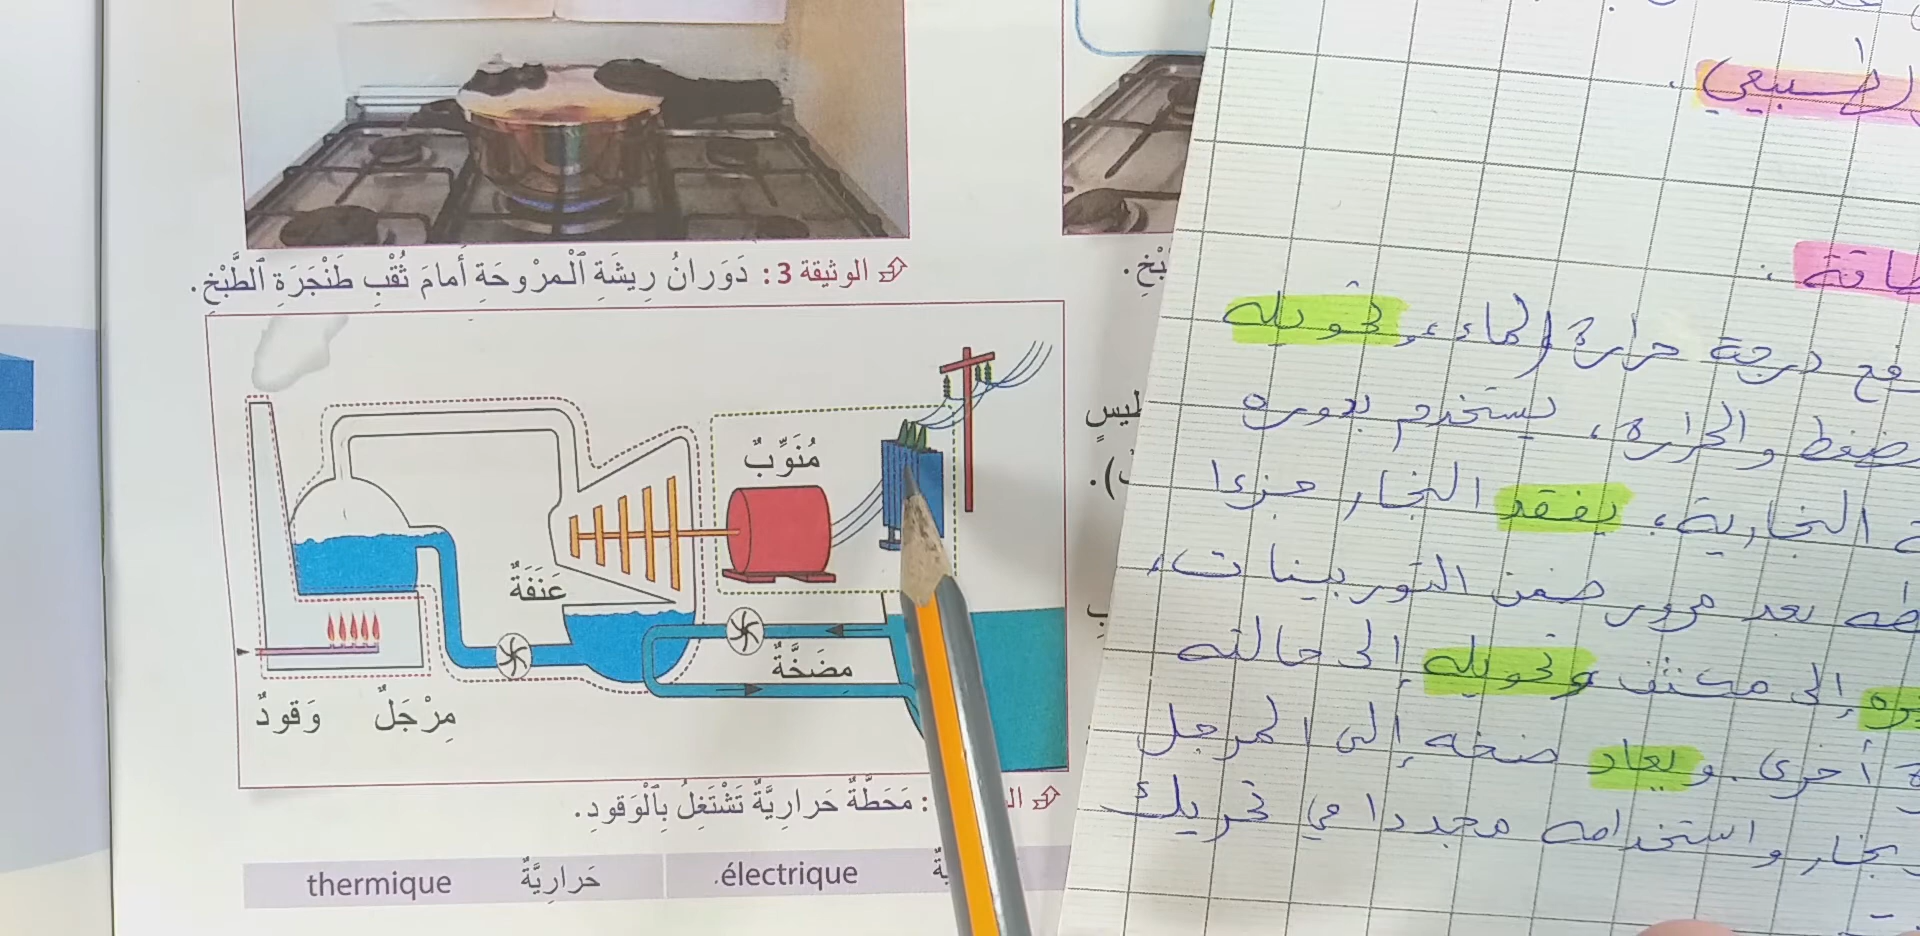 الوثيقة 3: دَوَرانُ رِيشَةِ ٱلْمرْوحَةِ أَمامَ ثُقْبِ طَنْجَرَةِ ٱلطَّبْخِ.
مُنَوِّبٌ
عَنَفَةٌ
مِضَخَّةٌ
وَقودٌ
مِرْجَلٌ
: مَحَطَّةٌ حَرارِيَّةٌ تَشْتَغِلُ بِٱلْوَقودِ.
thermique حَرارِيَّةٌ
électrique.
درجة حرارة الماء، وتحويله
والحرارة، يستخدم بدوره
البخارية، يفقد البخار جزءا
بعد مرور ضمن التوربينات،
إلى مكثف وتحويله إلى حالته
أخرى. ويعاد ضخه إلى المرجل
واستخدامه مجددا في تحريك